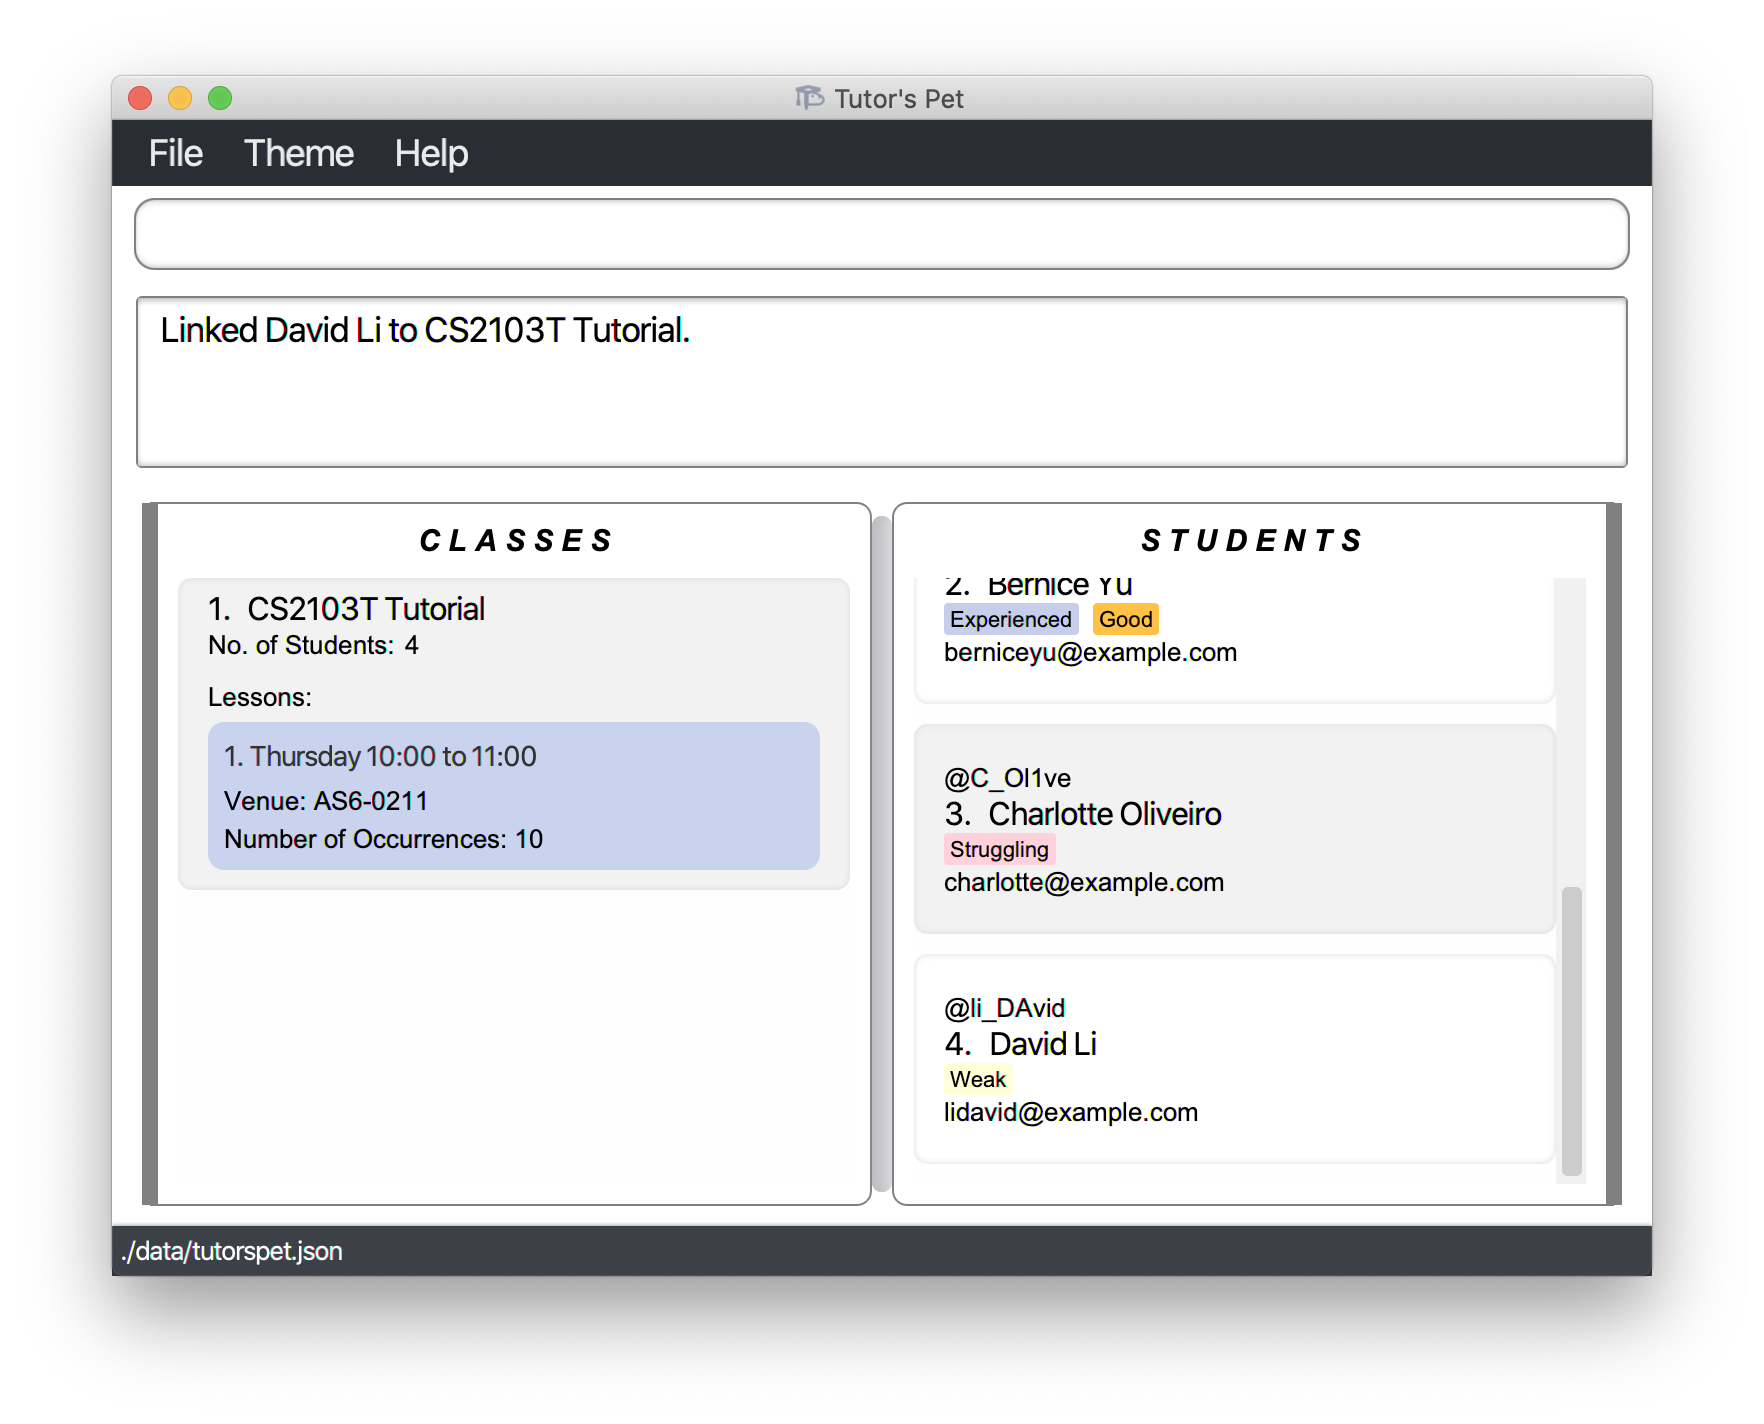 Tutor's Pet
File Theme Help
Linked David Li to CS2103T Tutorial.
CLASSES
1. CS2103T Tutorial
No. of Students: 4
Lessons:
1. Thursday 10:00 to 11:00
Venue: AS6-0211
Number of Occurrences: 10
STUDENTS
2. Bernice Yu
Experienced Good
berniceyu@example.com
@C_Ol1ve
3. Charlotte Oliveiro
Struggling
charlotte@example.com
@li_DAvid
4. David Li
Weak
lidavid@example.com
./data/tutorspet.json